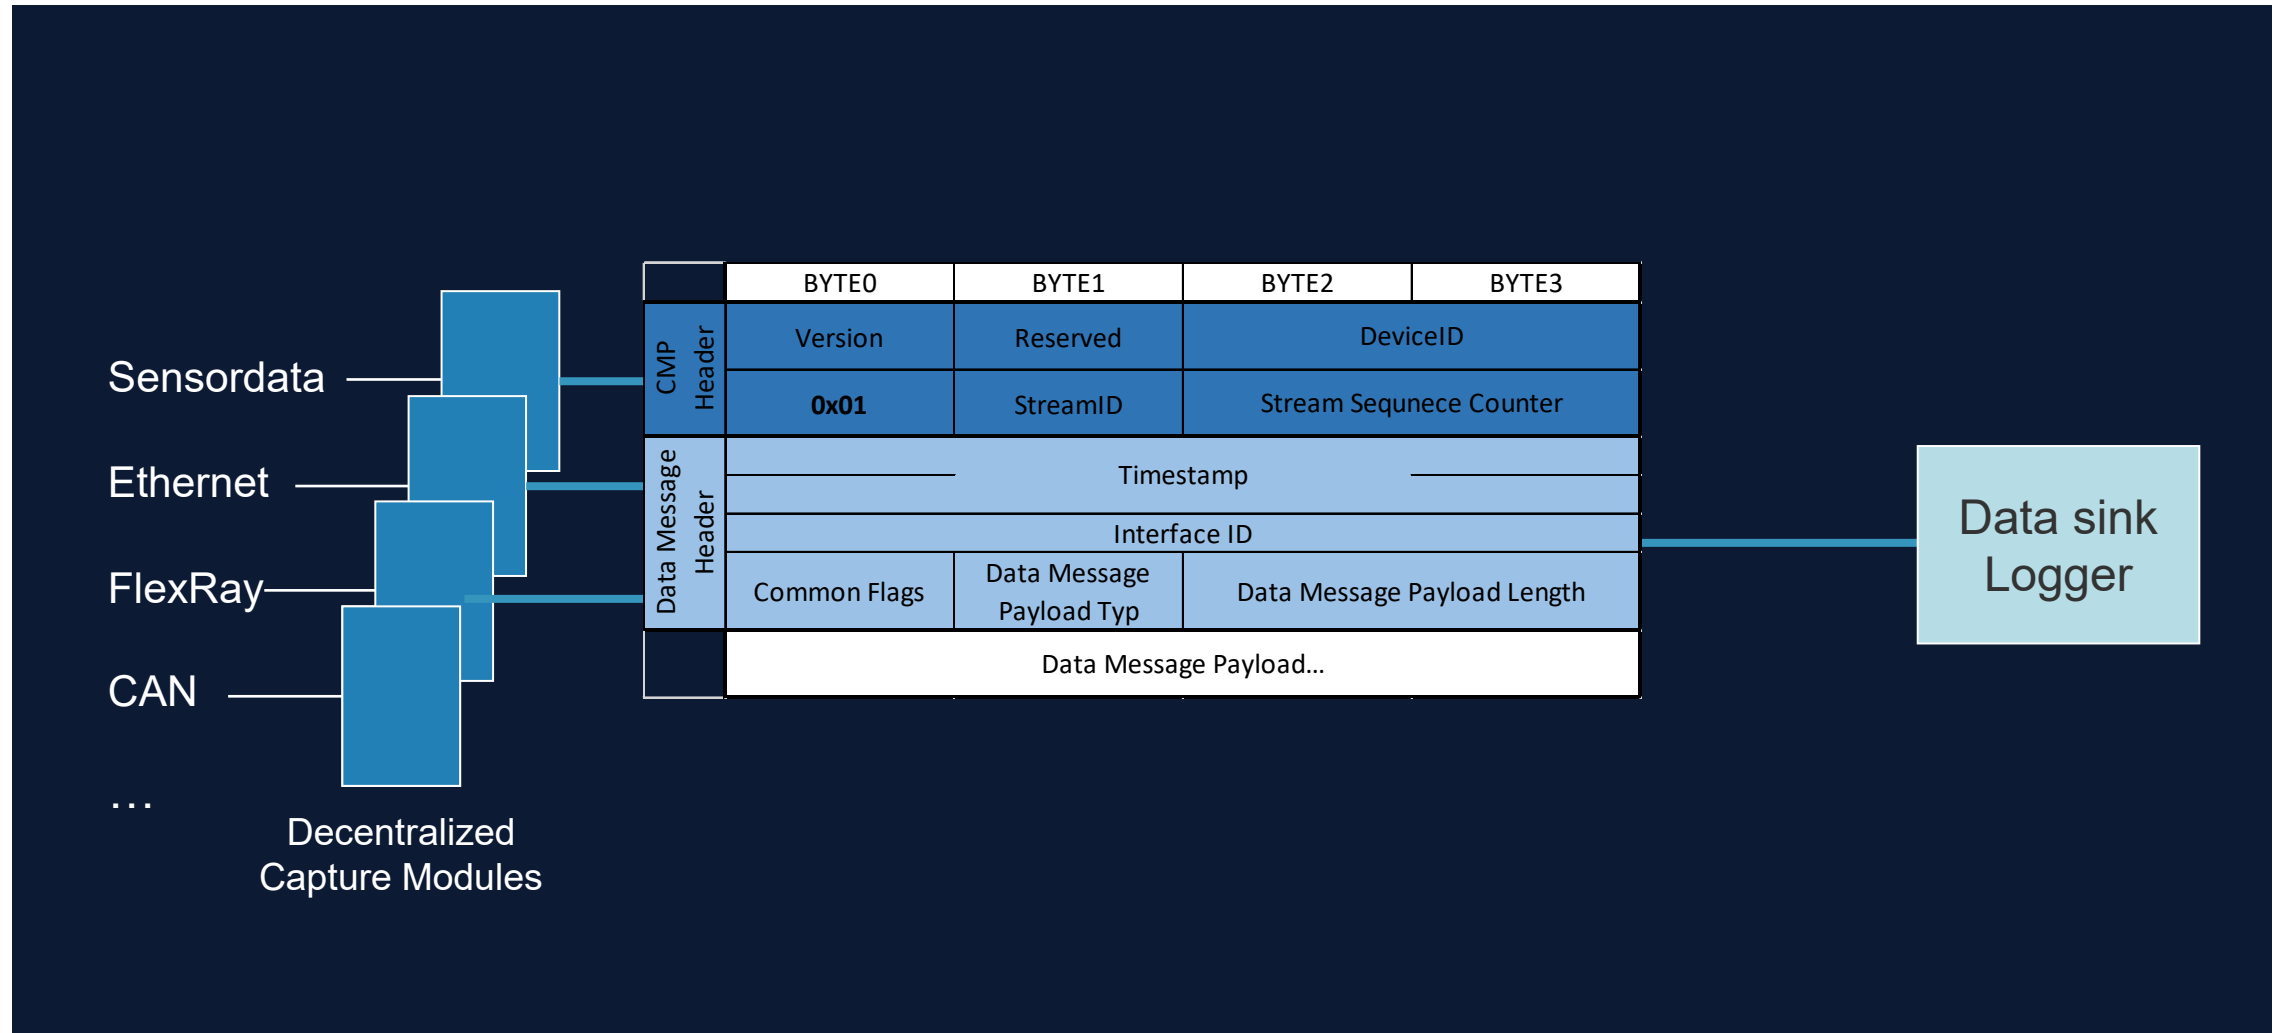 Sensordata
Ethernet
FlexRay
CAN
...
Decentralized
Capture Modules
BYTE0 BYTE1 BYTE2 BYTE3
CMP
Header
Version Reserved DeviceID
0x01 StreamID Stream Sequnece Counter
Data Message
Header
Timestamp
Interface ID
Common Flags
Data Message
Payload Typ
Data Message Payload Length
Data Message Payload...
Data sink
Logger